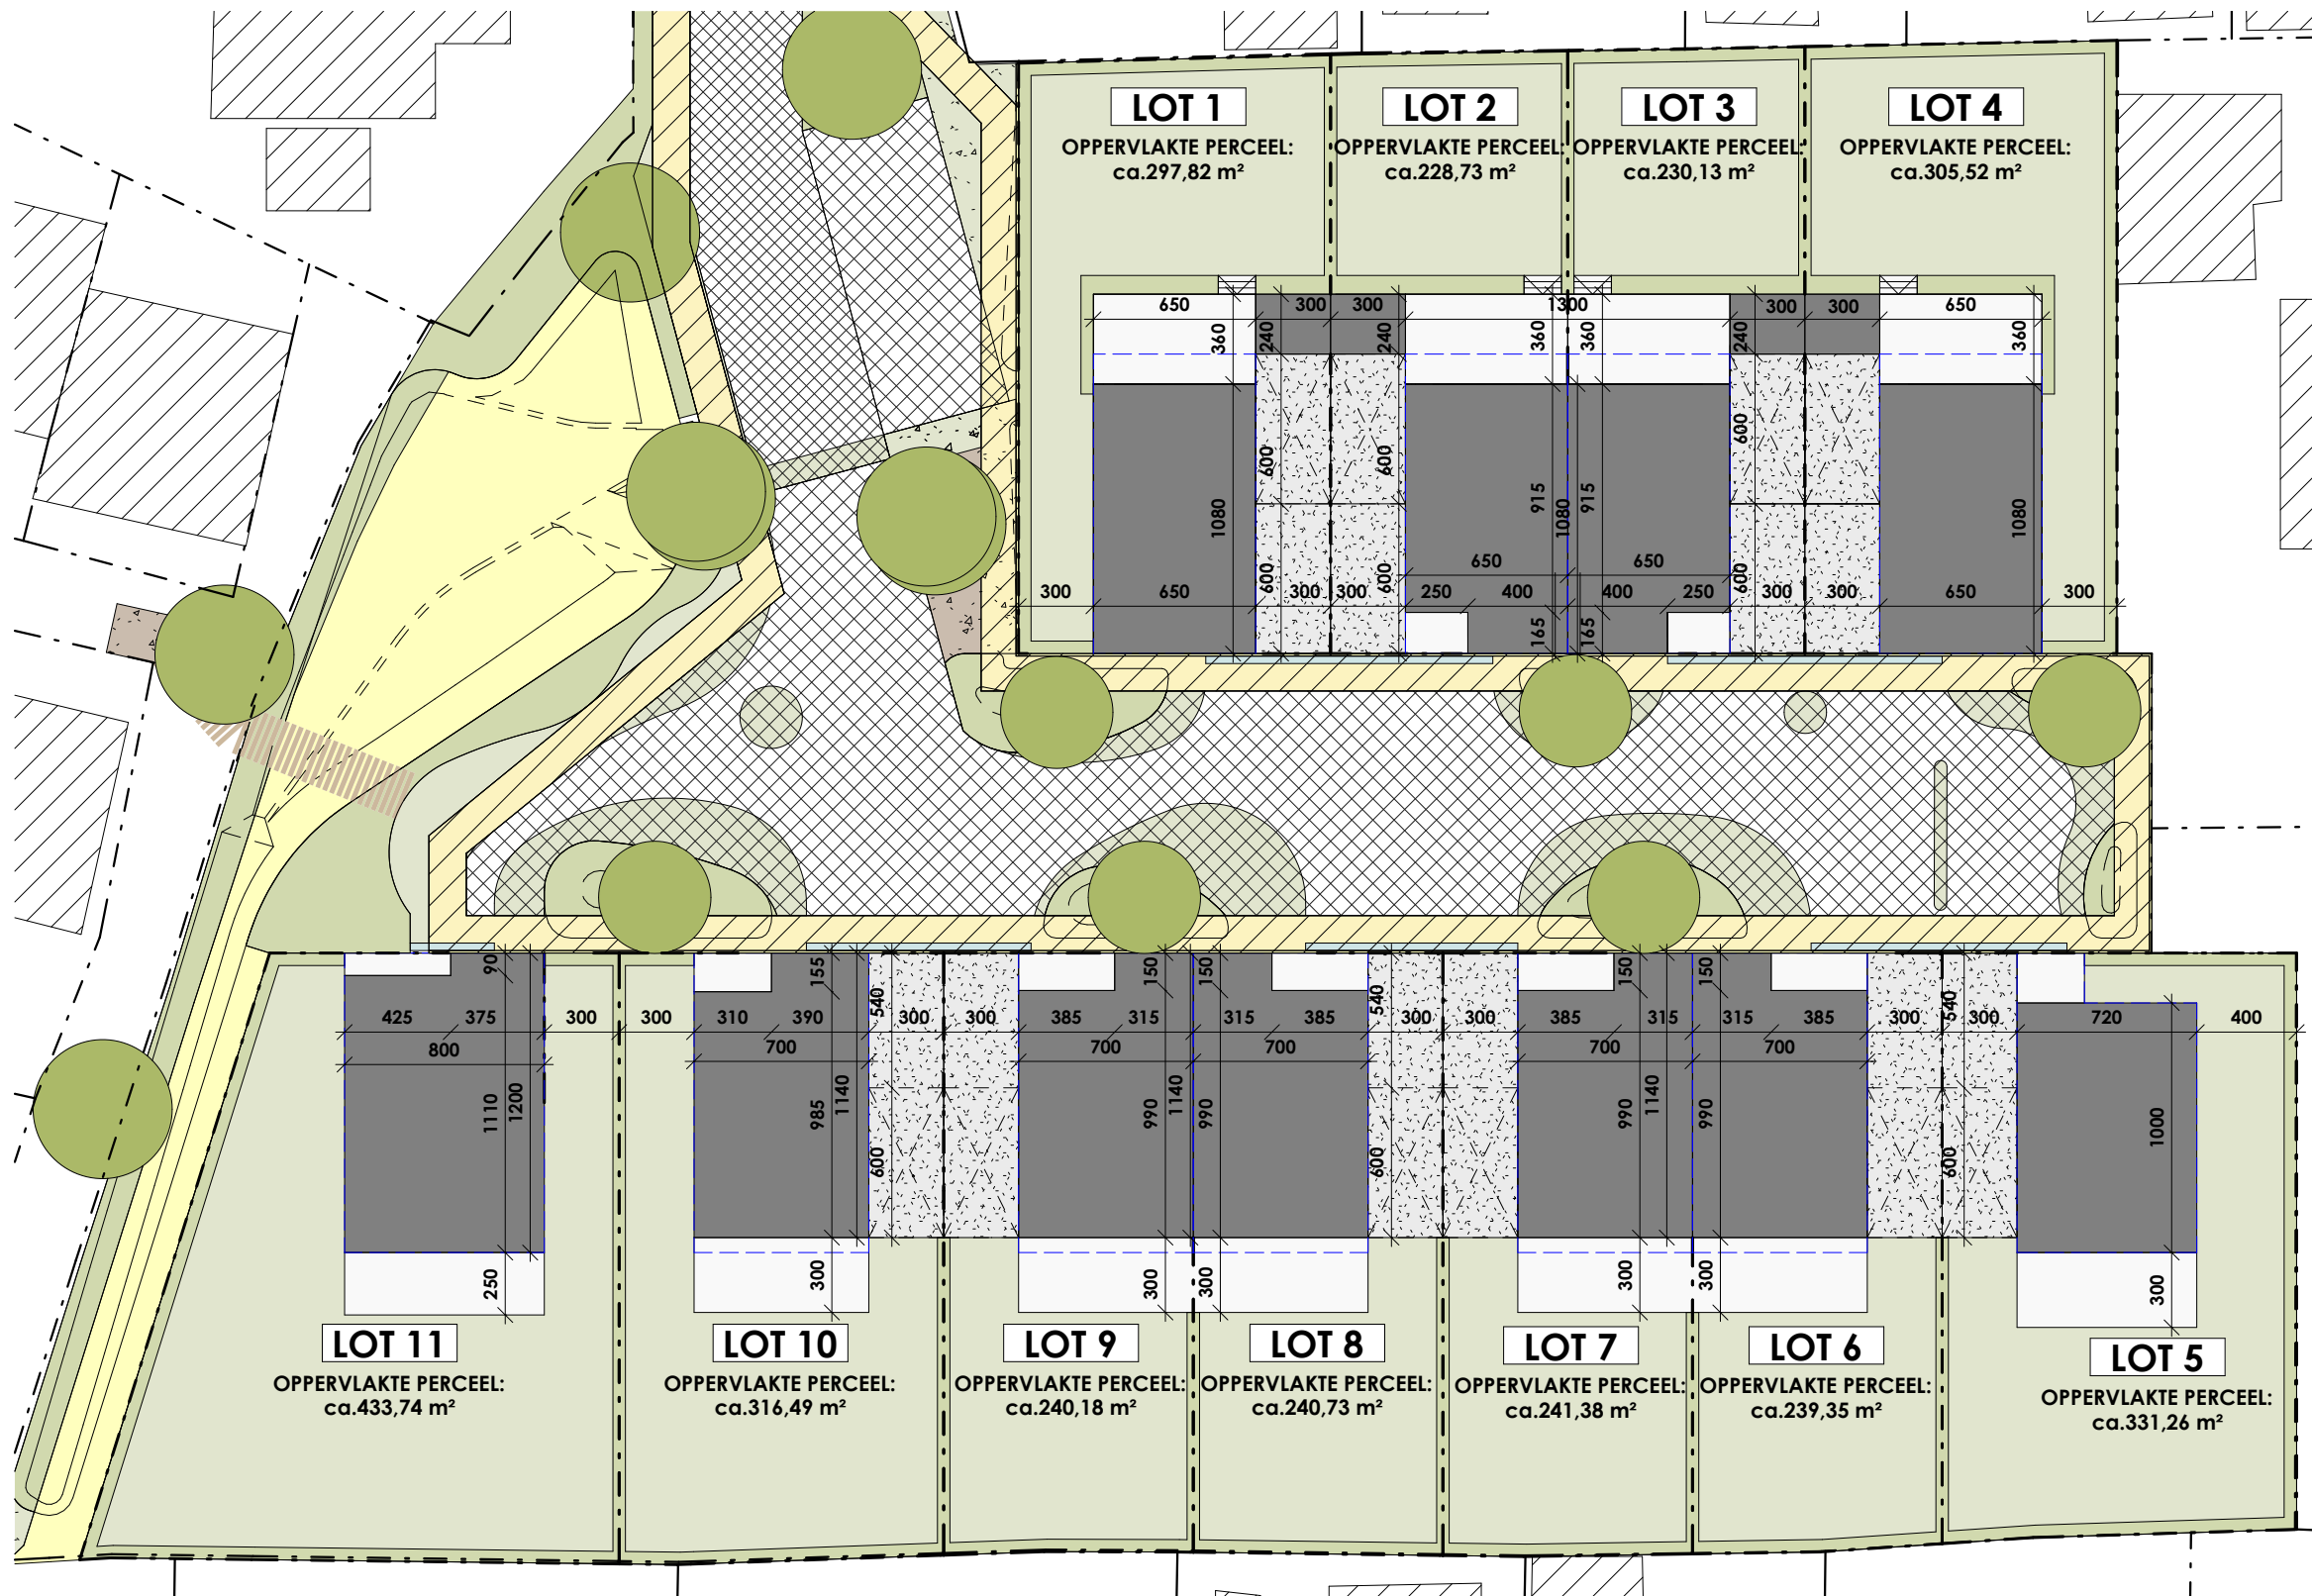 LOT 1
OPPERVLAKTE PERCEEL:
ca.297,82 m²
LOT 2
OPPERVLAKTE PERCEEL:
ca.228,73 m²
LOT 3
OPPERVLAKTE PERCEEL:
ca.230,13 m²
LOT 4
OPPERVLAKTE PERCEEL:
ca.305,52 m²
650 300 300 1300 300 300 650
360 240 240 360 360 240 360
600 600 600
1080 915 1080 915 1080
650 650
600 600 600
300 650 300 300 250 400 400 250 300 300 650 300
165 165
90 155 150 150 150 150
540 540 540
425 375 300 300 310 390 300 300 385 315 315 385 300 300 385 315 315 385 300 300 720 400
800 700 700 700 700 700
1110 1200 985 1140 990 1140 990 990 1140 990 1000
600 600 600
250 300 300 300 300 300 300
LOT 11
OPPERVLAKTE PERCEEL:
ca.433,74 m²
LOT 10
OPPERVLAKTE PERCEEL:
ca.316,49 m²
LOT 9
OPPERVLAKTE PERCEEL:
ca.240,18 m²
LOT 8
OPPERVLAKTE PERCEEL:
ca.240,73 m²
LOT 7
OPPERVLAKTE PERCEEL:
ca.241,38 m²
LOT 6
OPPERVLAKTE PERCEEL:
ca.239,35 m²
LOT 5
OPPERVLAKTE PERCEEL:
ca.331,26 m²